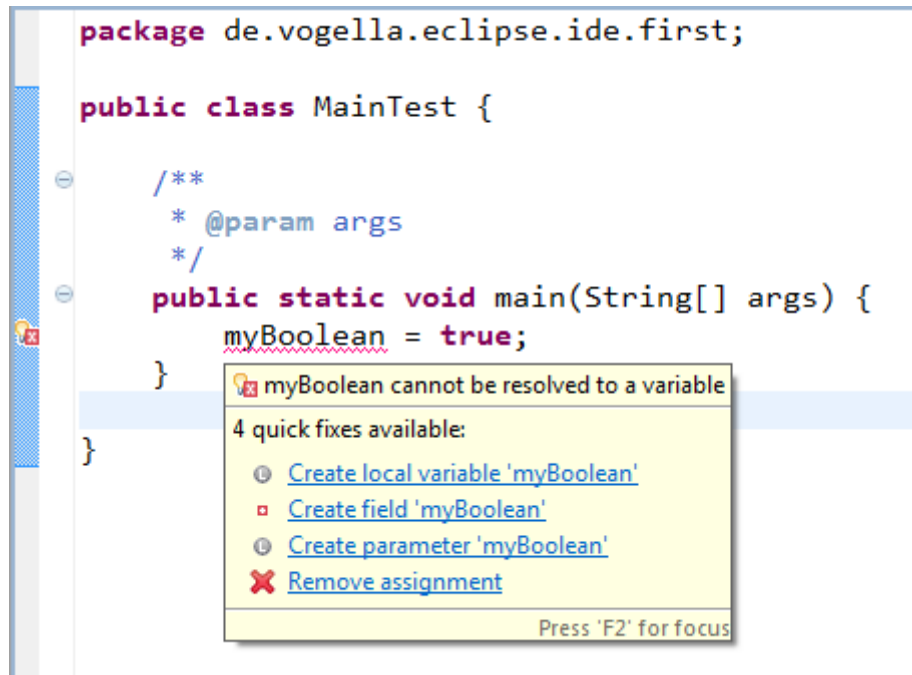 package de.vogella.eclipse.ide.first;
public class MainTest {
/**
* @param args
*/
public static void main(String[] args) {
myBoolean = true;
}
myBoolean cannot be resolved to a variable
4 quick fixes available:
Create local variable 'myBoolean'
Create field 'myBoolean'
Create parameter 'myBoolean'
Remove assignment
Press 'F2' for focus
}